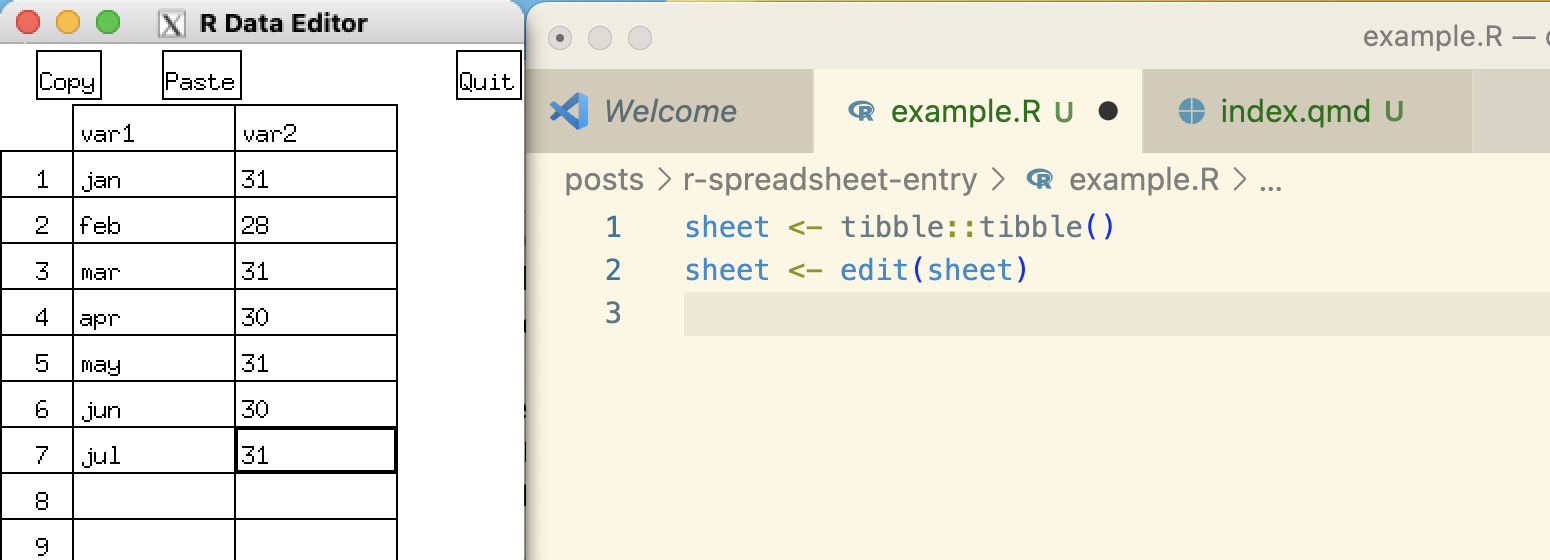 R Data Editor
Copy Paste Quit
var1 var2
1 jan 31
2 feb 28
3 mar 31
4 apr 30
5 may 31
6 jun 30
7 jul 31
8
9
example.R —
Welcome example.R U ● index.qmd U
posts > r-spreadsheet-entry > example.R > ...
1 sheet <- tibble::tibble()
2 sheet <- edit(sheet)
3